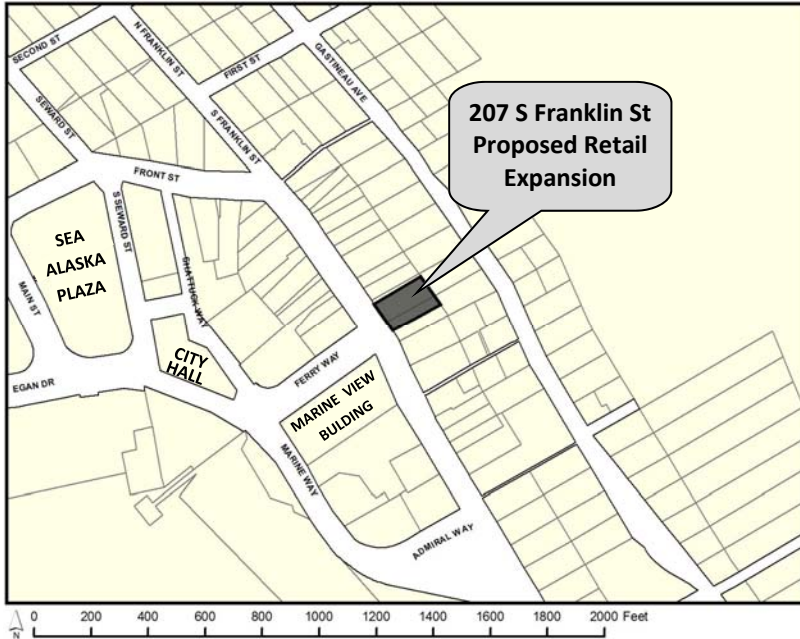 SECOND ST
N FRANKLIN ST
GASTINEAU AVE
FIRST ST
SEWARD ST
S FRANKLIN ST
207 S Franklin St
Proposed Retail
Expansion
FRONT ST
S SEWARD ST
SEA
ALASKA
PLAZA
SHATTUCK WAY
MAIN ST
CITY
HALL
FERRY WAY
EGAN DR
MARINE VIEW
BULDING
MARINE WAY
ADMIRAL WAY
N
0 200 400 600 800 1000 1200 1400 1600 1800 2000 Feet